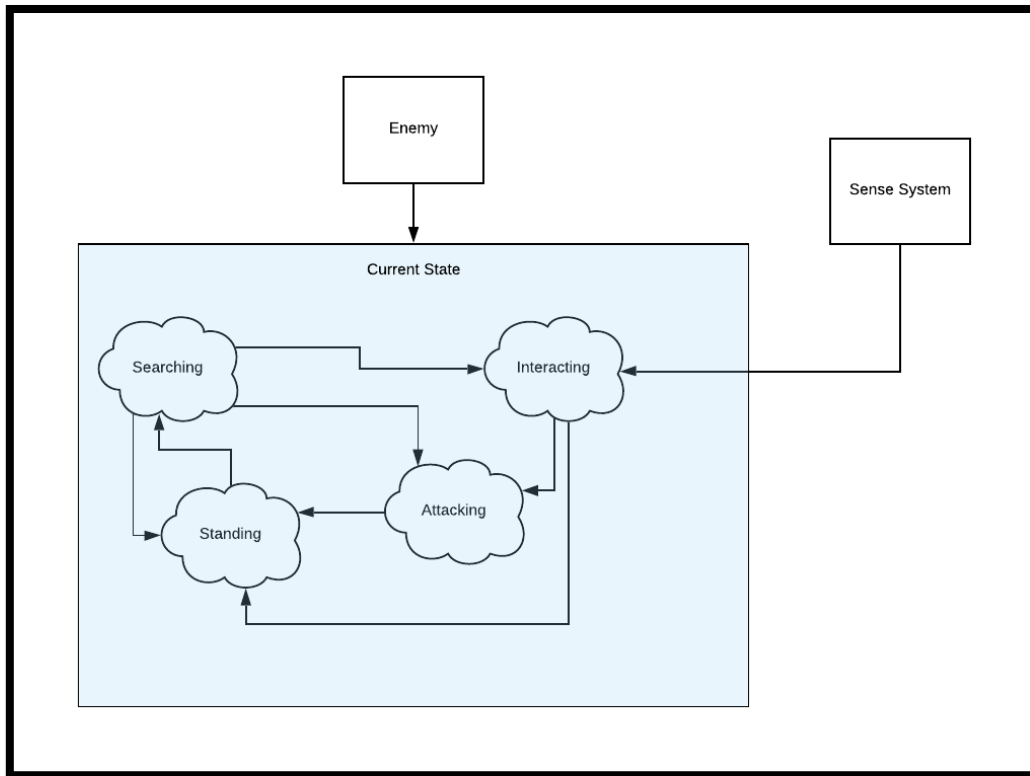 Enemy
Sense System
Current State
Searching
Interacting
Attacking
Standing